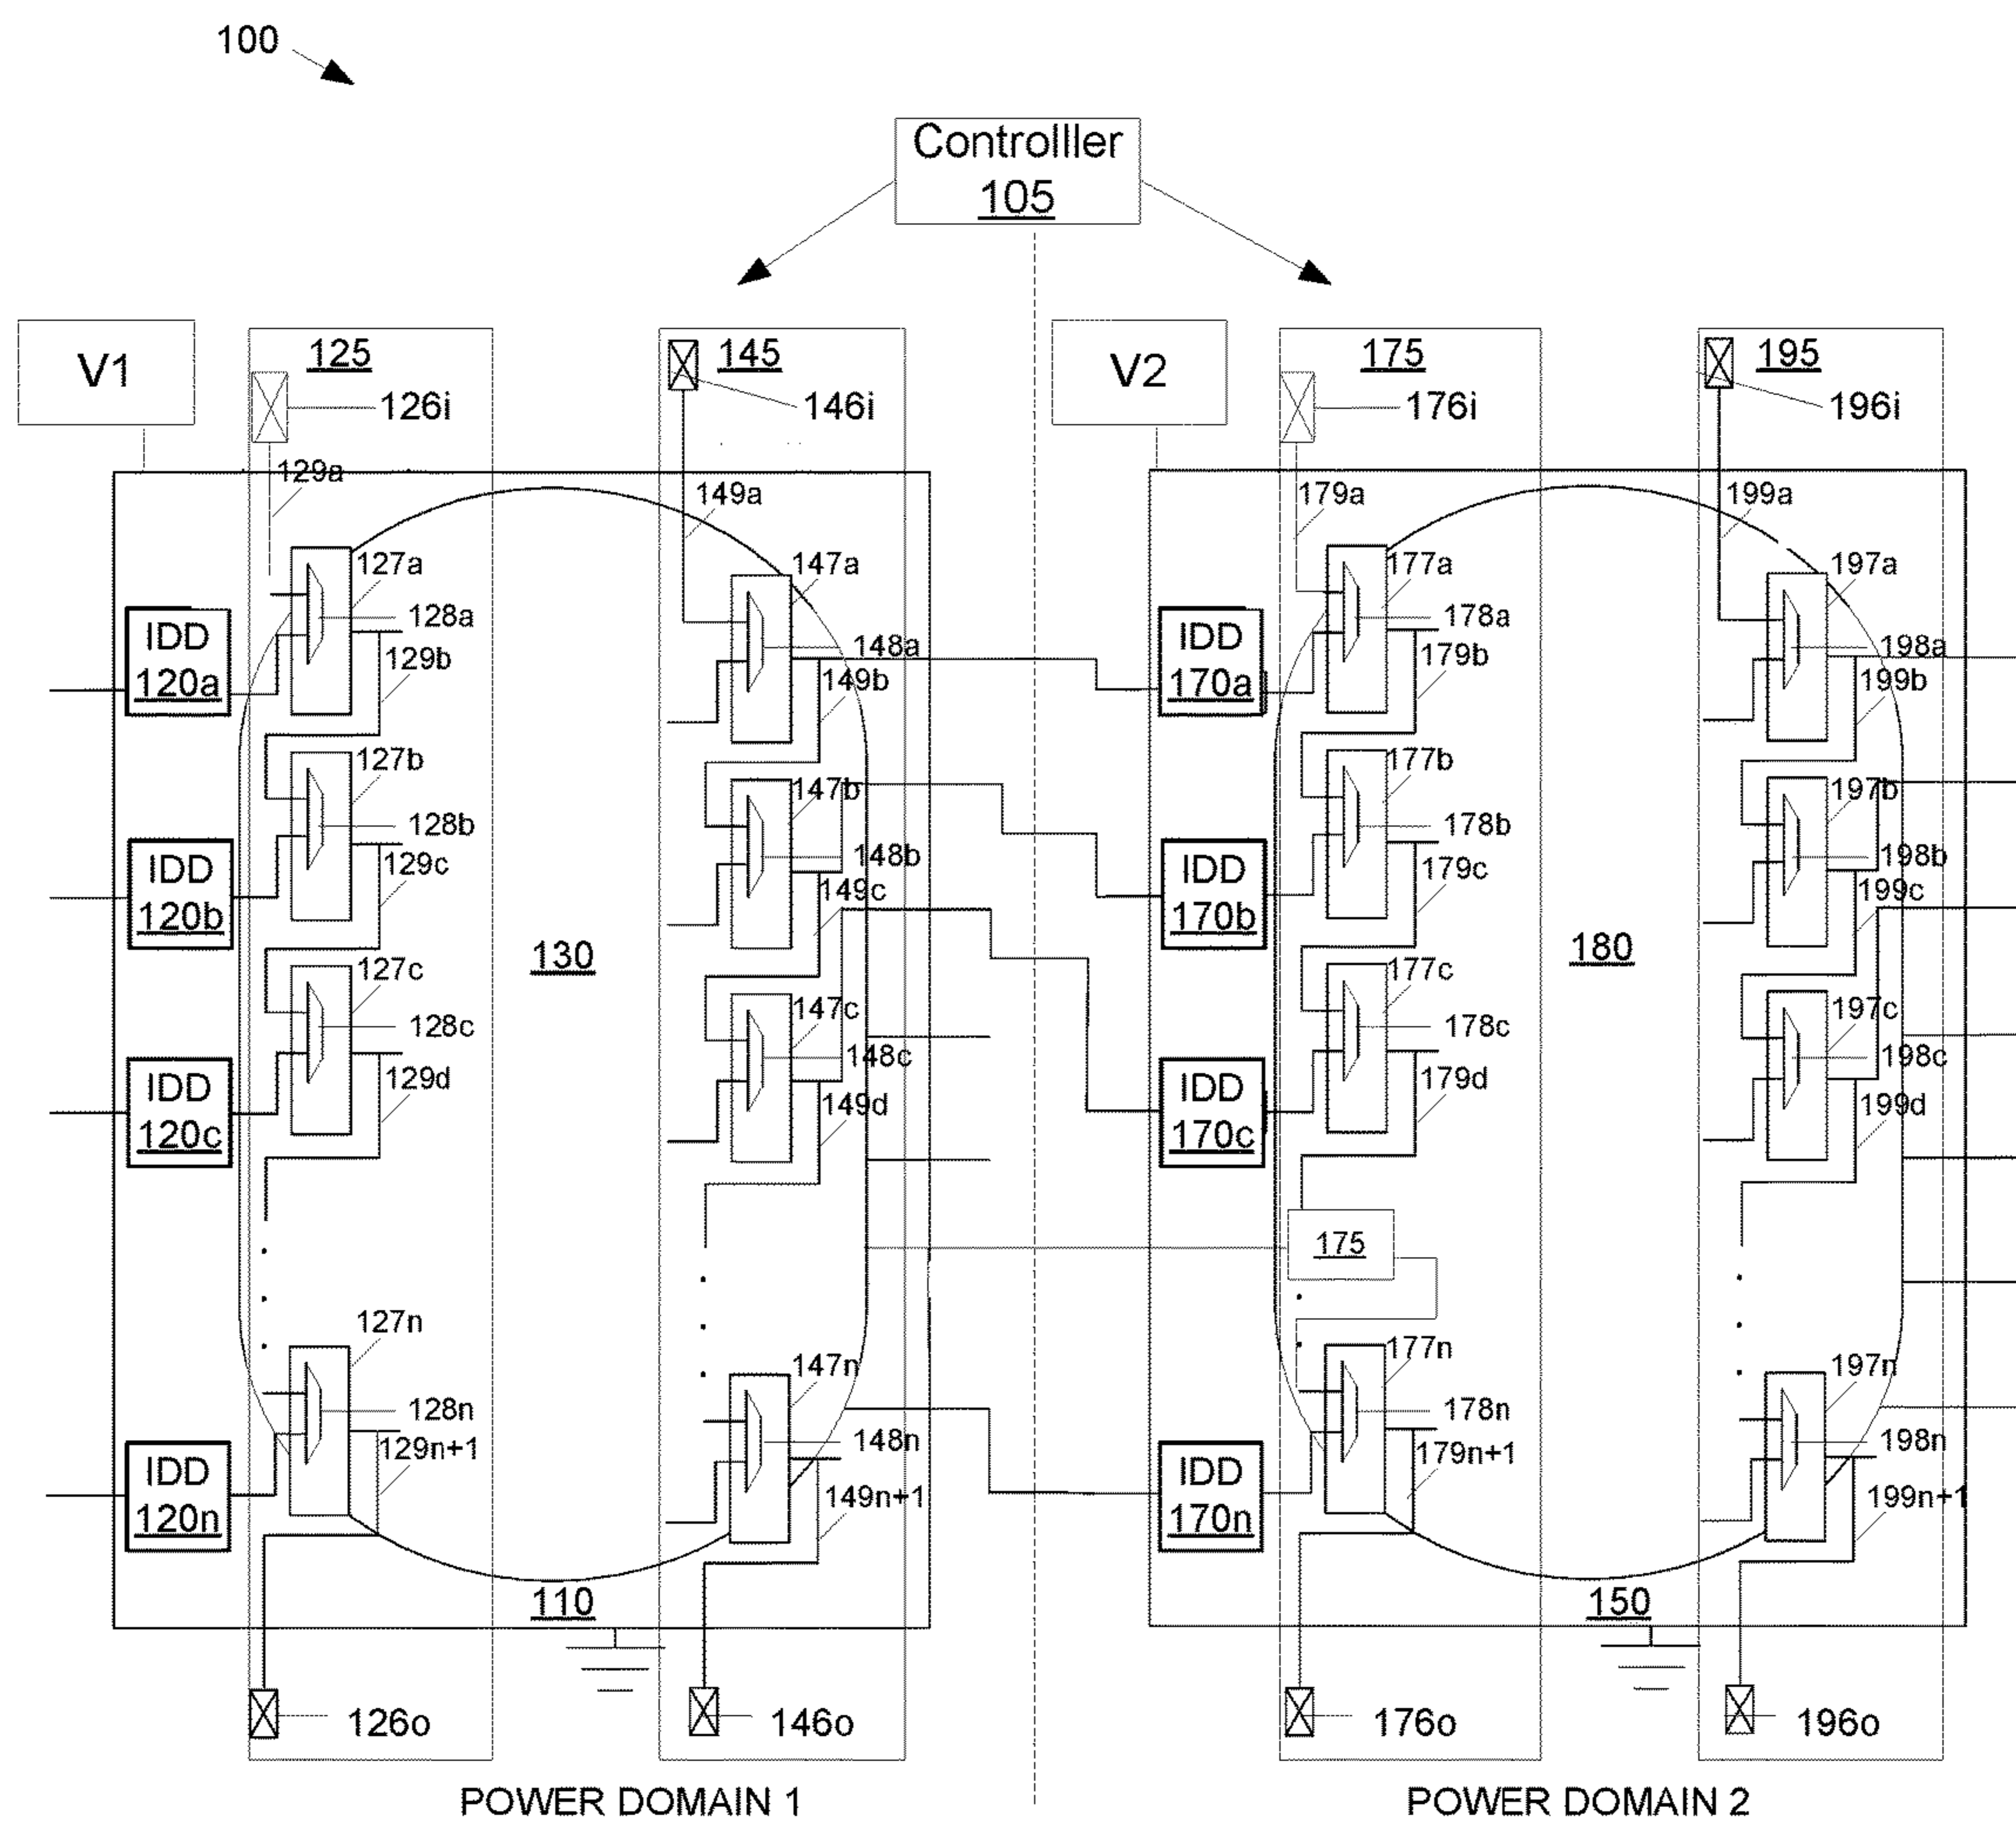 100
Controlller
105
V1
125
126i
145
146i
V2
175
176i
195
196i
129a
149a
179a
199a
127a
147a
177a
197a
IDD
120a
128a
148a
IDD
170a
178a
198a
129b
149b
179b
199b
127b
147b
177b
197b
IDD
120b
128b
148b
IDD
170b
178b
198b
129c
149c
179c
199c
130
180
127c
147c
177c
197c
IDD
120c
128c
148c
IDD
170c
178c
198c
129d
149d
179d
199d
175
127n
147n
177n
197n
IDD
120n
128n
148n
IDD
170n
178n
198n
129n+1
149n+1
179n+1
199n+1
110
150
126o
146o
176o
196o
POWER DOMAIN 1
POWER DOMAIN 2